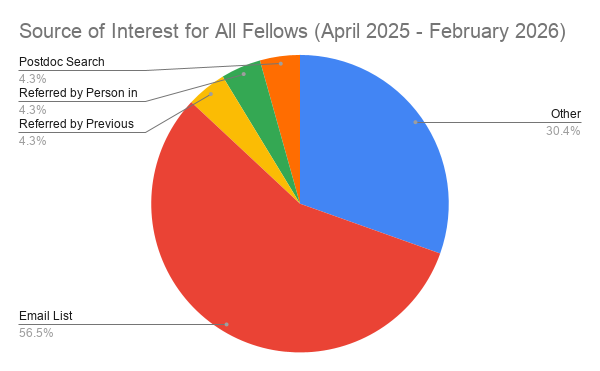 Source of Interest for All Fellows (April 2025 - February 2026)
Postdoc Search
4.3%
Referred by Person in
4.3%
Referred by Previous
4.3%
Other
30.4%
Email List
56.5%